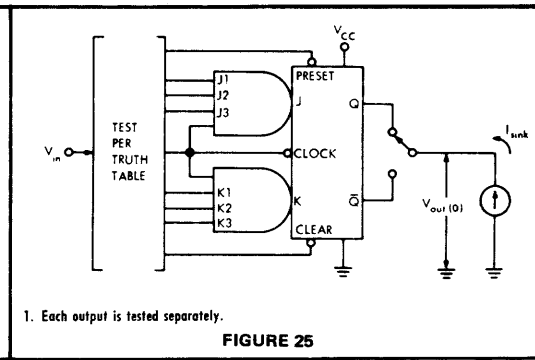 V_CC
PRESET
J1
J2
J3
J
Q
TEST
PER
TRUTH
TABLE
V_in
CLOCK
I_sink
V_out (0)
K1
K2
K3
K
Q̅
CLEAR
1. Each output is tested separately.
FIGURE 25